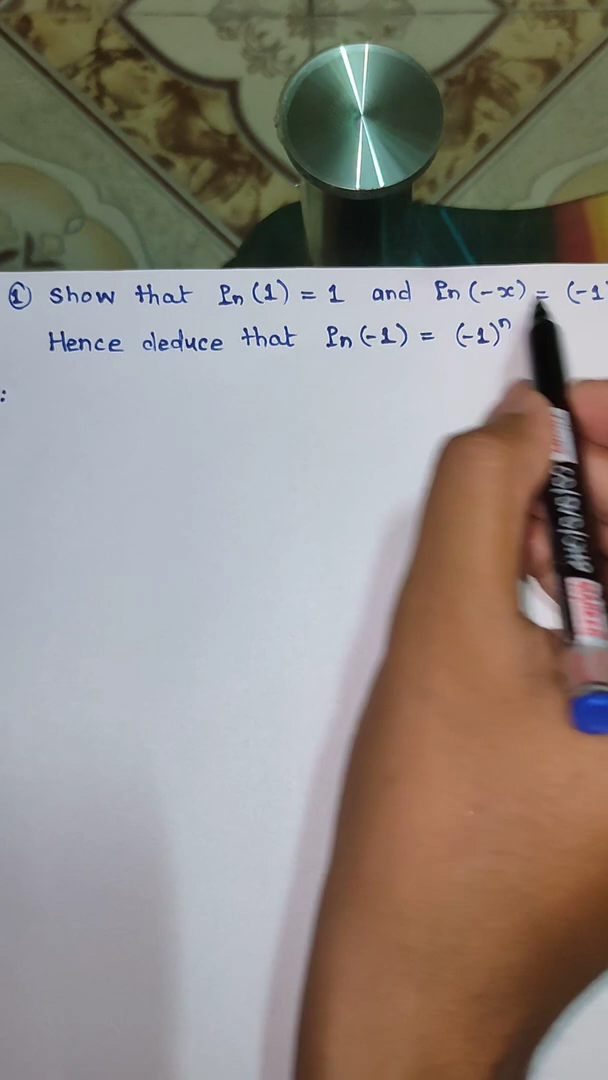 ① Show that Pn (1) = 1 and Pn (-x) = (-1)
Hence deduce that Pn (-1) = (-1)ⁿ
: